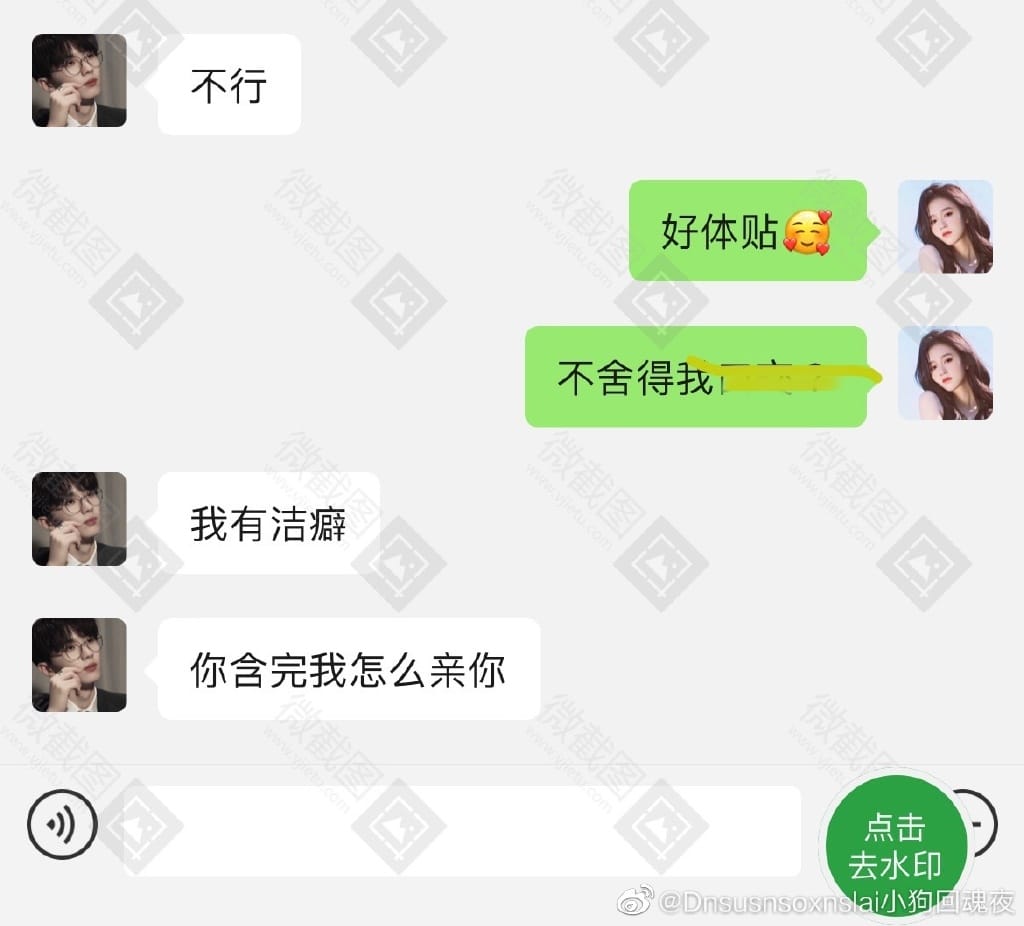 不行
好体贴🥰
不舍得我
我有洁癖
你含完我怎么亲你
点击
去水印
@Dnsusnsoxnslai小狗回魂夜
微截图
www.vjietu.com